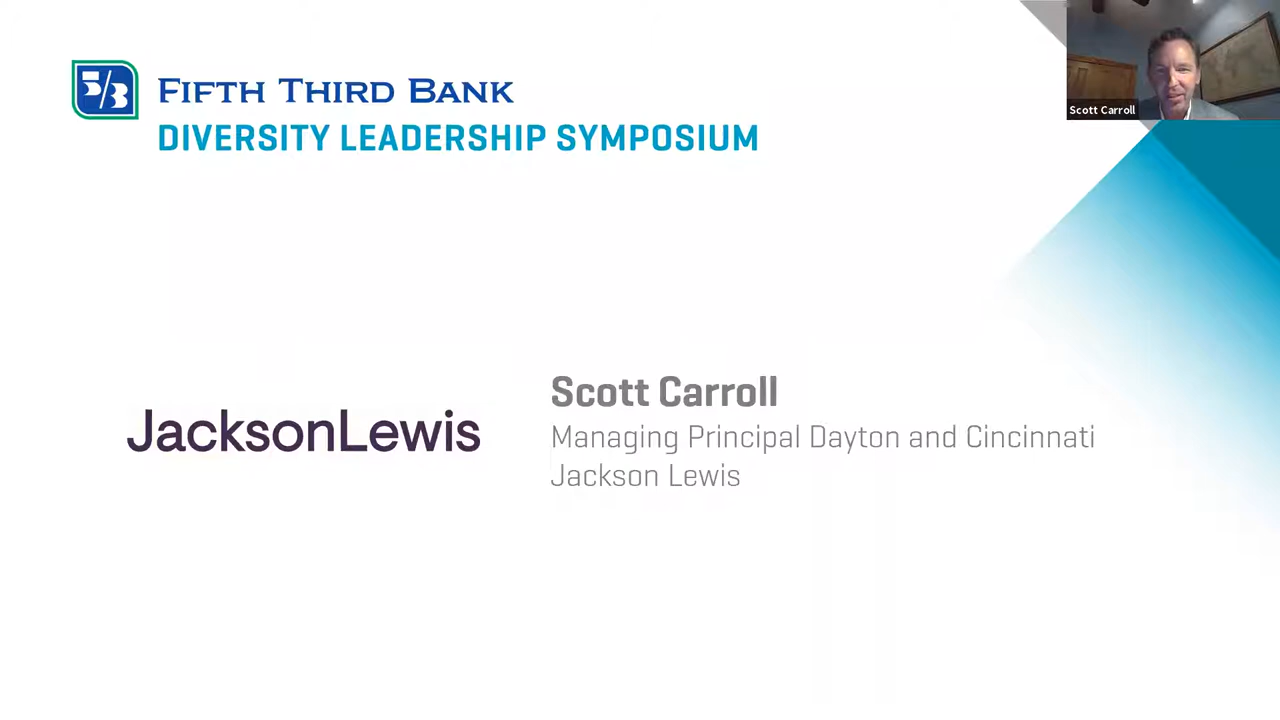 5/3
FIFTH THIRD BANK
DIVERSITY LEADERSHIP SYMPOSIUM
Scott Carroll
JacksonLewis
Scott Carroll
Managing Principal Dayton and Cincinnati
Jackson Lewis